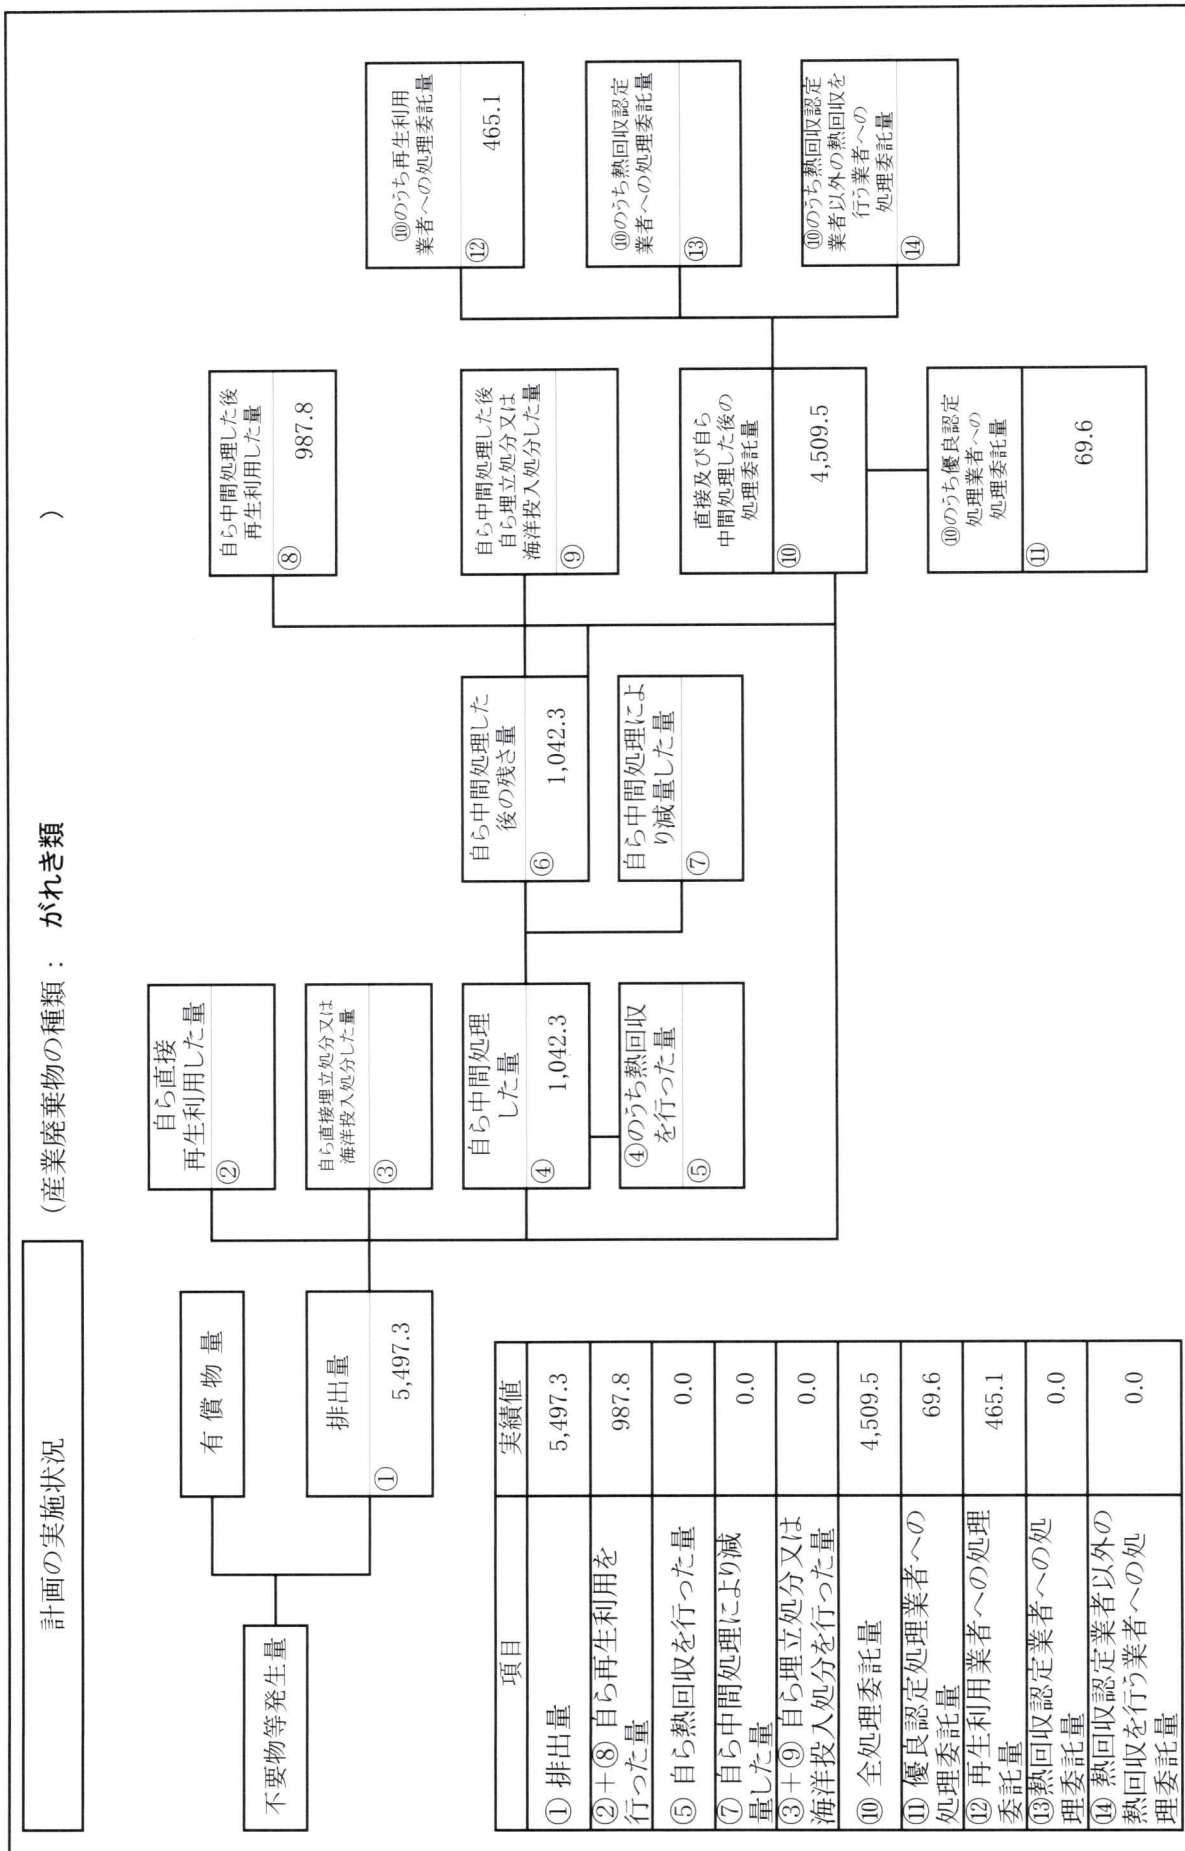 計画の実施状況
(産業廃棄物の種類： がれき類 )
不要物等発生量
有 償 物 量
排出量
① 5,497.3
自ら直接
再生利用した量
②
自ら直接埋立処分又は
海洋投入処分した量
③
自ら中間処理
した量
④ 1,042.3
④のうち熱回収
を行った量
⑤
自ら中間処理した
後の残さ量
⑥ 1,042.3
自ら中間処理によ
り減量した量
⑦
自ら中間処理した後
再生利用した量
⑧ 987.8
自ら中間処理した後
自ら埋立処分又は
海洋投入処分した量
⑨
直接及び自ら
中間処理した後の
処理委託量
⑩ 4,509.5
⑩のうち優良認定
処理業者への
処理委託量
⑪ 69.6
⑩のうち再生利用
業者への処理委託量
⑫ 465.1
⑩のうち熱回収認定
業者への処理委託量
⑬
⑩のうち熱回収認定
業者以外の熱回収を
行う業者への
処理委託量
⑭
項目 実績値
① 排出量 5,497.3
②＋⑧ 自ら再生利用を
行った量 987.8
⑤ 自ら熱回収を行った量 0.0
⑦ 自ら中間処理により減
量した量 0.0
③＋⑨ 自ら埋立処分又は
海洋投入処分を行った量 0.0
⑩ 全処理委託量 4,509.5
⑪ 優良認定処理業者への
処理委託量 69.6
⑫ 再生利用業者への処理
委託量 465.1
⑬熱回収認定業者への処
理委託量 0.0
⑭ 熱回収認定業者以外の
熱回収を行う業者への処
理委託量 0.0